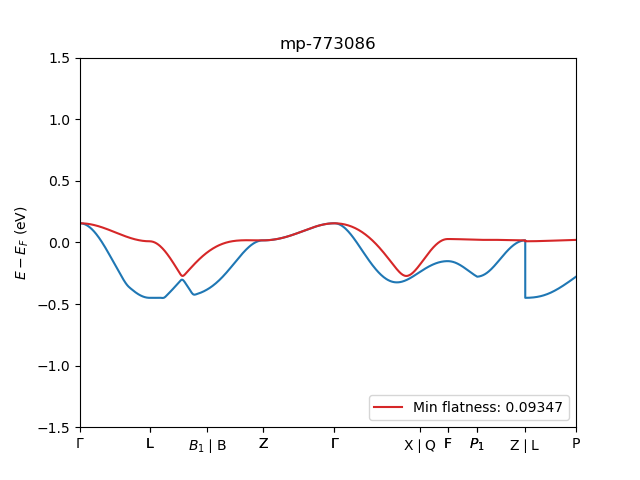 mp-773086
E − E_F (eV)
1.5
1.0
0.5
0.0
−0.5
−1.0
−1.5
Min flatness: 0.09347
Γ L B₁ | B Z Γ X | Q F P₁ Z | L P